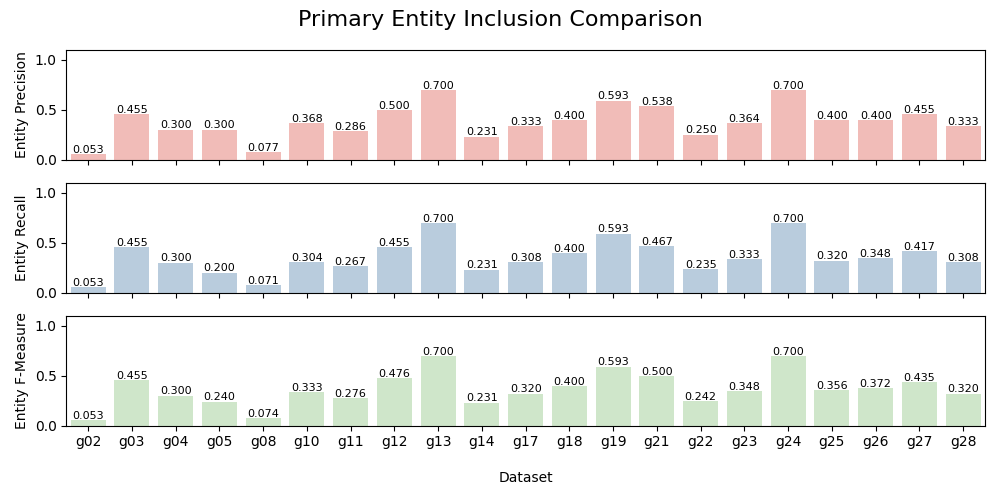 Primary Entity Inclusion Comparison
Entity Precision
1.0
0.5
0.0
0.053 0.455 0.300 0.300 0.077 0.368 0.286 0.500 0.700 0.231 0.333 0.400 0.593 0.538 0.250 0.364 0.700 0.400 0.400 0.455 0.333
Entity Recall
1.0
0.5
0.0
0.053 0.455 0.300 0.200 0.071 0.304 0.267 0.455 0.700 0.231 0.308 0.400 0.593 0.467 0.235 0.333 0.700 0.320 0.348 0.417 0.308
Entity F-Measure
1.0
0.5
0.0
0.053 0.455 0.300 0.240 0.074 0.333 0.276 0.476 0.700 0.231 0.320 0.400 0.593 0.500 0.242 0.348 0.700 0.356 0.372 0.435 0.320
g02 g03 g04 g05 g08 g10 g11 g12 g13 g14 g17 g18 g19 g21 g22 g23 g24 g25 g26 g27 g28
Dataset